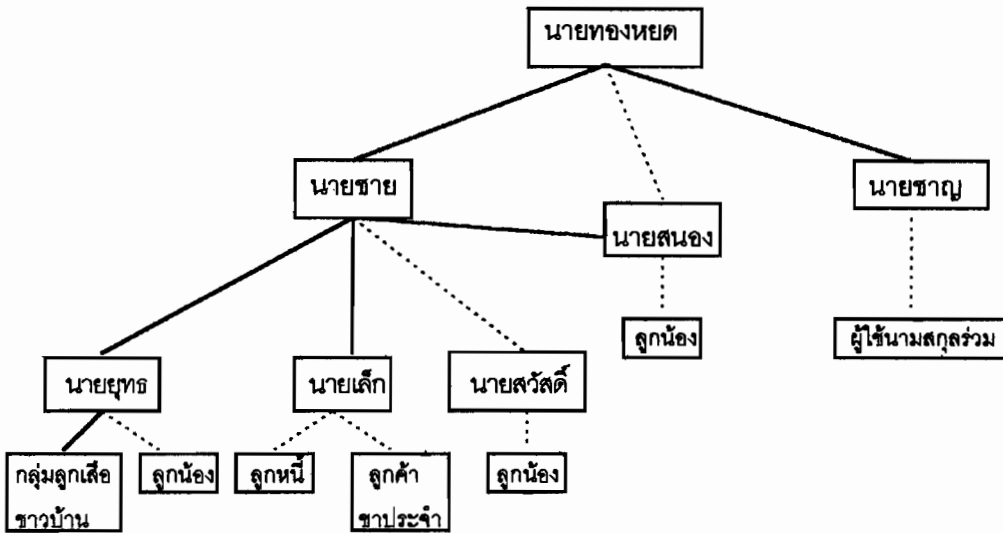 นายทองหยด
นายชาย
นายชาญ
นายสนอง
ลูกน้อง
ผู้ใช้นามสกุลร่วม
นายยุทธ
นายเล็ก
นายสวัสดิ์
กลุ่มลูกเสือ
ชาวบ้าน
ลูกน้อง
ลูกหนี้
ลูกค้า
ขาประจำ
ลูกน้อง